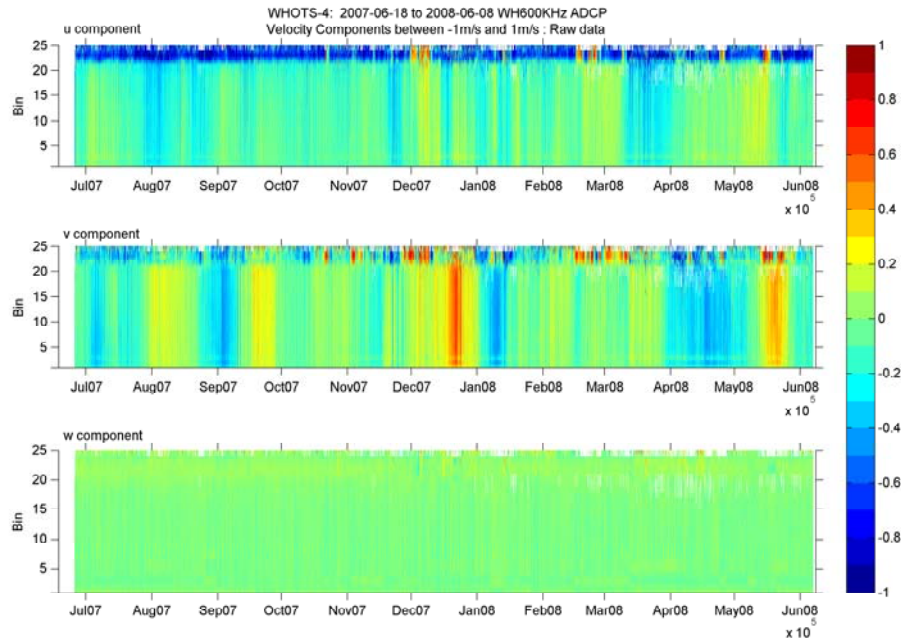 WHOTS-4: 2007-06-18 to 2008-06-08 WH600KHz ADCP
u component
Velocity Components between -1m/s and 1m/s : Raw data
25
20
15
10
5
Bin
Jul07 Aug07 Sep07 Oct07 Nov07 Dec07 Jan08 Feb08 Mar08 Apr08 May08 Jun08
x 10^5
v component
25
20
15
10
5
Bin
Jul07 Aug07 Sep07 Oct07 Nov07 Dec07 Jan08 Feb08 Mar08 Apr08 May08 Jun08
x 10^5
w component
25
20
15
10
5
Bin
Jul07 Aug07 Sep07 Oct07 Nov07 Dec07 Jan08 Feb08 Mar08 Apr08 May08 Jun08
x 10^5
1
0.8
0.6
0.4
0.2
0
-0.2
-0.4
-0.6
-0.8
-1